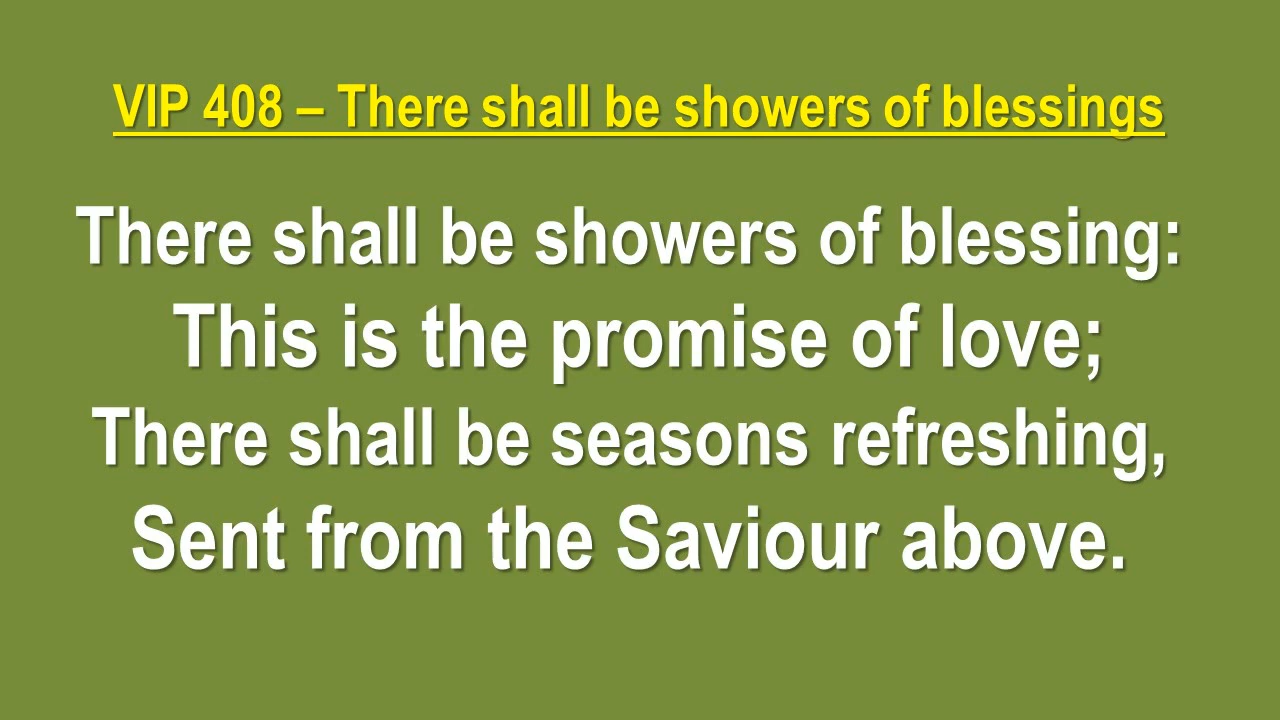 VIP 408 – There shall be showers of blessings
There shall be showers of blessing:
This is the promise of love;
There shall be seasons refreshing,
Sent from the Saviour above.